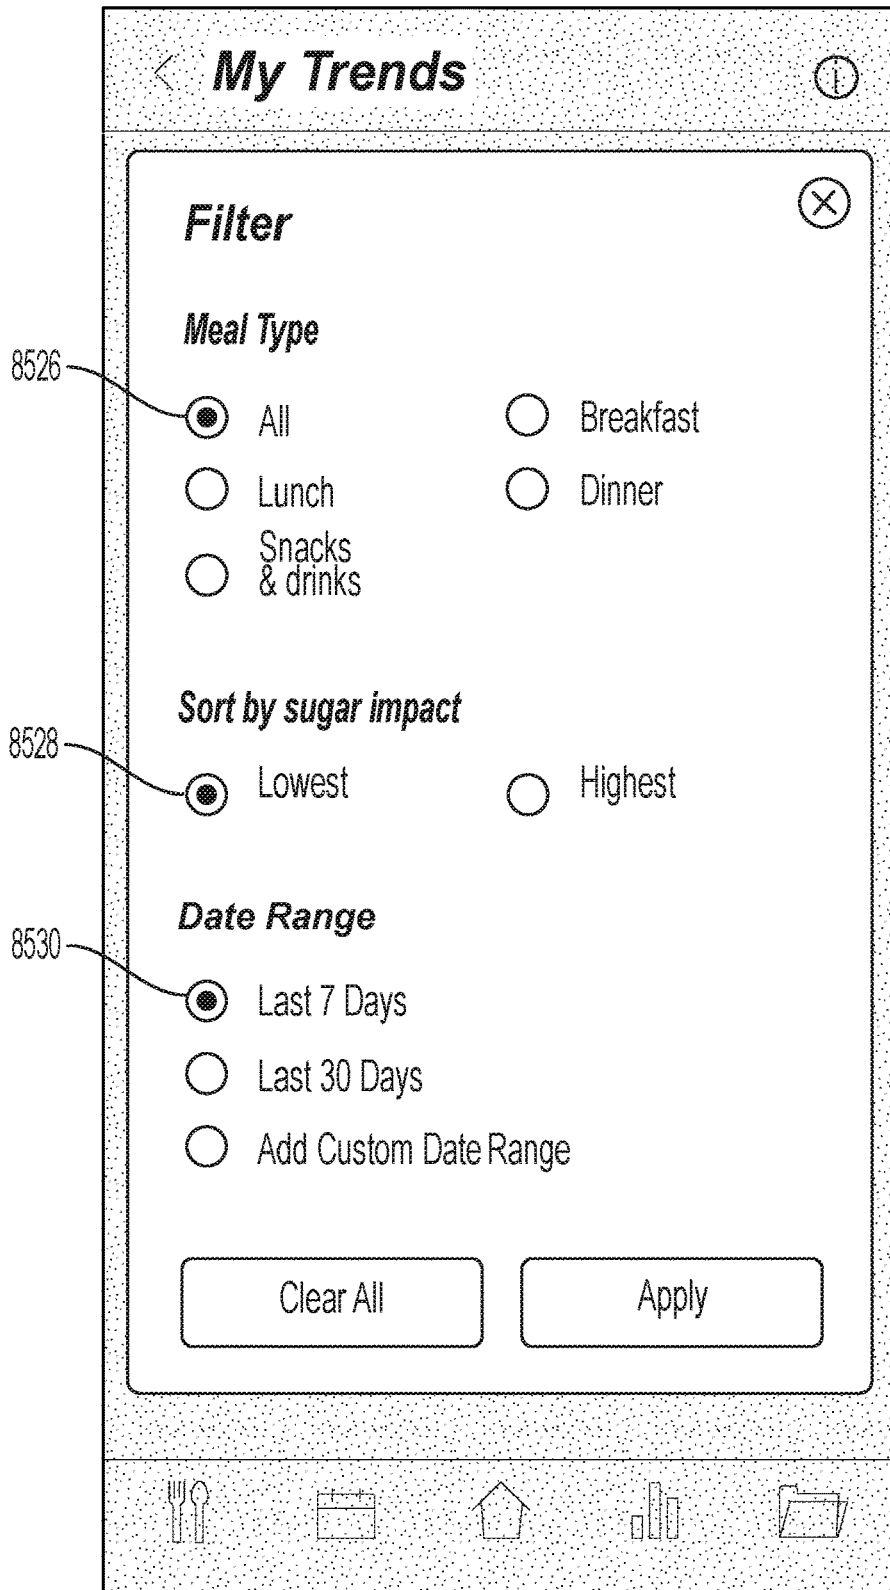 My Trends
Filter
Meal Type
8526
All
Breakfast
Lunch
Dinner
Snacks
& drinks
Sort by sugar impact
8528
Lowest
Highest
Date Range
8530
Last 7 Days
Last 30 Days
Add Custom Date Range
Clear All
Apply